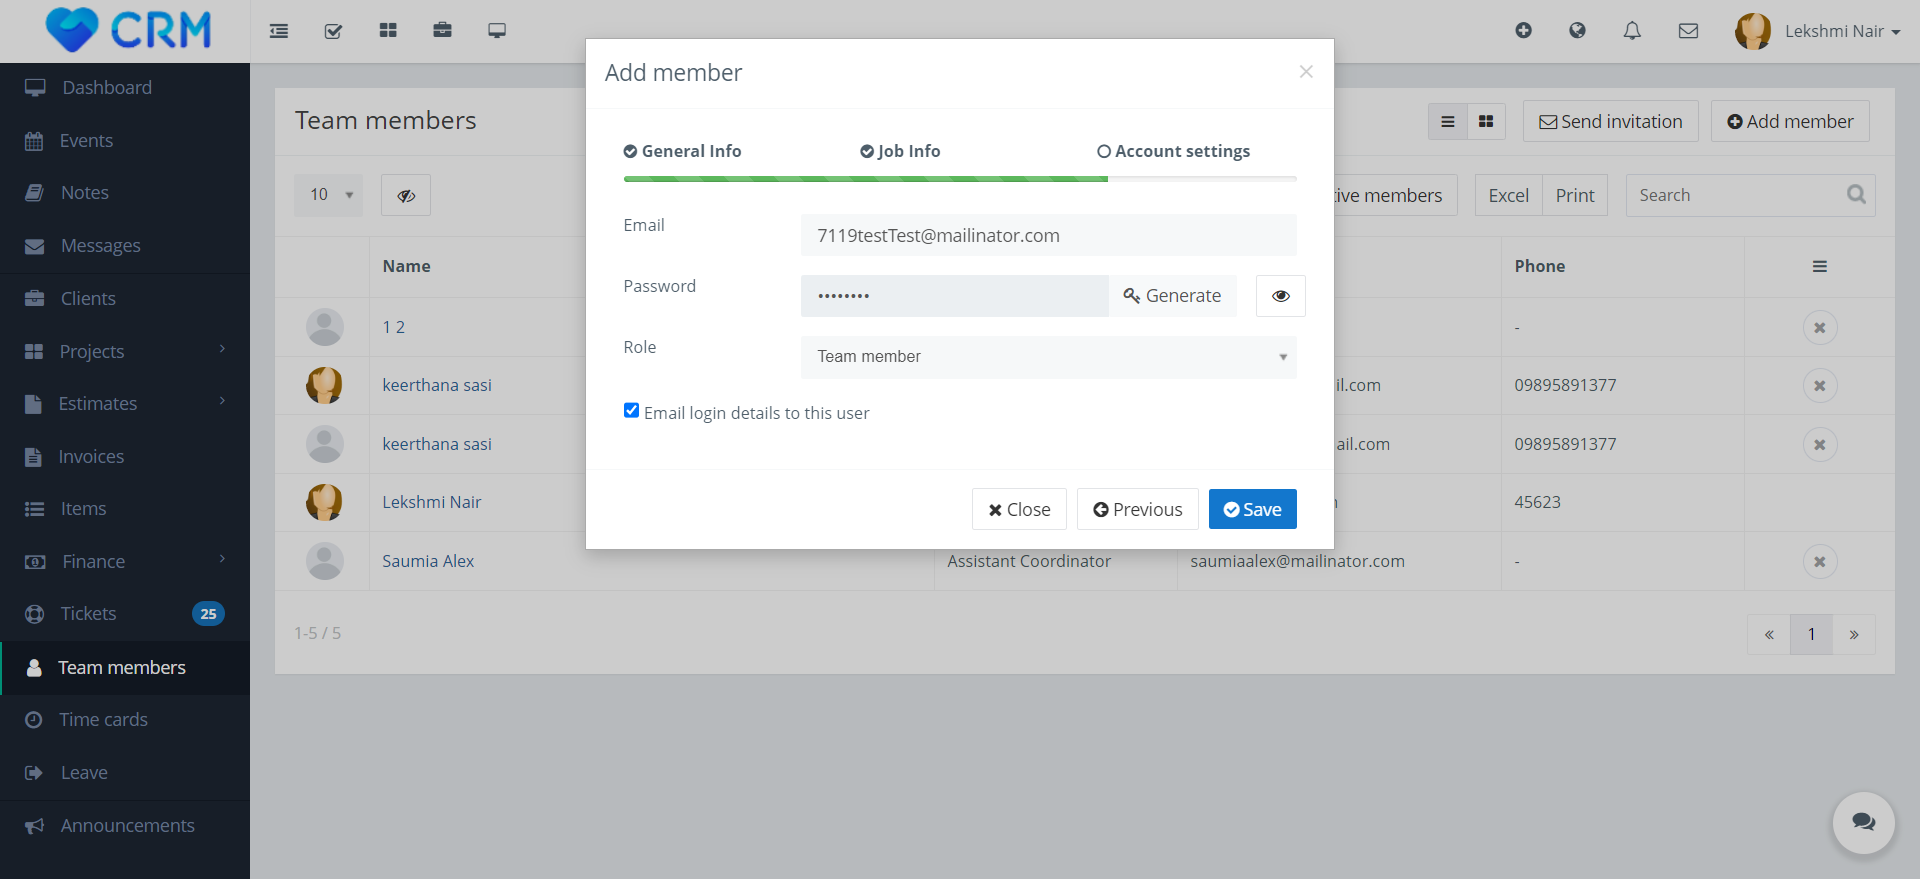 CRM
Lekshmi Nair
Dashboard
Events
Notes
Messages
Clients
Projects
Estimates
Invoices
Items
Finance
Tickets 25
Team members
Time cards
Leave
Announcements
Team members
Send invitation
Add member
10
ive members
Excel
Print
Search
Name
Phone
1 2
-
keerthana sasi
il.com
09895891377
keerthana sasi
ail.com
09895891377
Lekshmi Nair
45623
Saumia Alex
Assistant Coordinator
saumiaalex@mailinator.com
-
1-5 / 5
« 1 »
Add member
×
General Info
Job Info
Account settings
Email
7119testTest@mailinator.com
Password
••••••••
Generate
Role
Team member
Email login details to this user
Close
Previous
Save